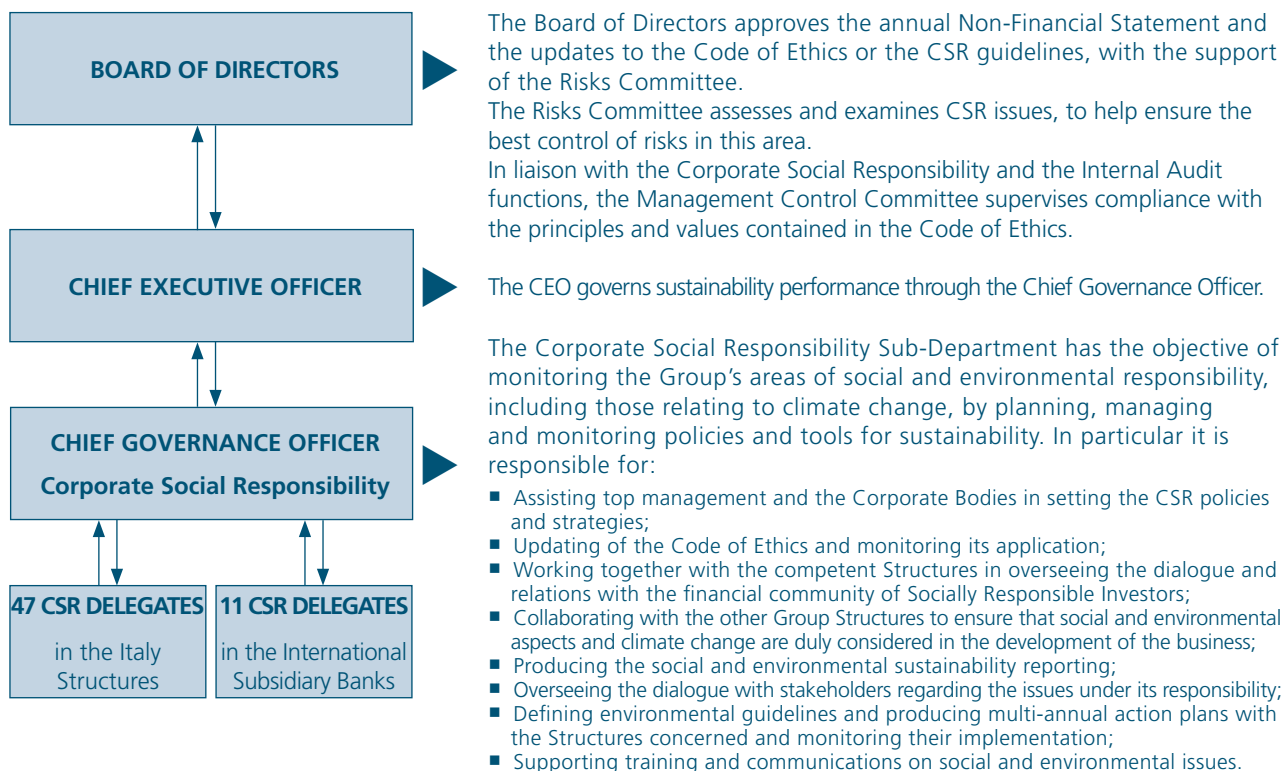 BOARD OF DIRECTORS
The Board of Directors approves the annual Non-Financial Statement and
the updates to the Code of Ethics or the CSR guidelines, with the support
of the Risks Committee.
The Risks Committee assesses and examines CSR issues, to help ensure the
best control of risks in this area.
In liaison with the Corporate Social Responsibility and the Internal Audit
functions, the Management Control Committee supervises compliance with
the principles and values contained in the Code of Ethics.
CHIEF EXECUTIVE OFFICER
The CEO governs sustainability performance through the Chief Governance Officer.
CHIEF GOVERNANCE OFFICER
Corporate Social Responsibility
The Corporate Social Responsibility Sub-Department has the objective of
monitoring the Group's areas of social and environmental responsibility,
including those relating to climate change, by planning, managing
and monitoring policies and tools for sustainability. In particular it is
responsible for:
■ Assisting top management and the Corporate Bodies in setting the CSR policies
and strategies;
■ Updating of the Code of Ethics and monitoring its application;
■ Working together with the competent Structures in overseeing the dialogue and
relations with the financial community of Socially Responsible Investors;
■ Collaborating with the other Group Structures to ensure that social and environmental
aspects and climate change are duly considered in the development of the business;
■ Producing the social and environmental sustainability reporting;
■ Overseeing the dialogue with stakeholders regarding the issues under its responsibility;
■ Defining environmental guidelines and producing multi-annual action plans with
the Structures concerned and monitoring their implementation;
■ Supporting training and communications on social and environmental issues.
47 CSR DELEGATES
in the Italy
Structures
11 CSR DELEGATES
in the International
Subsidiary Banks